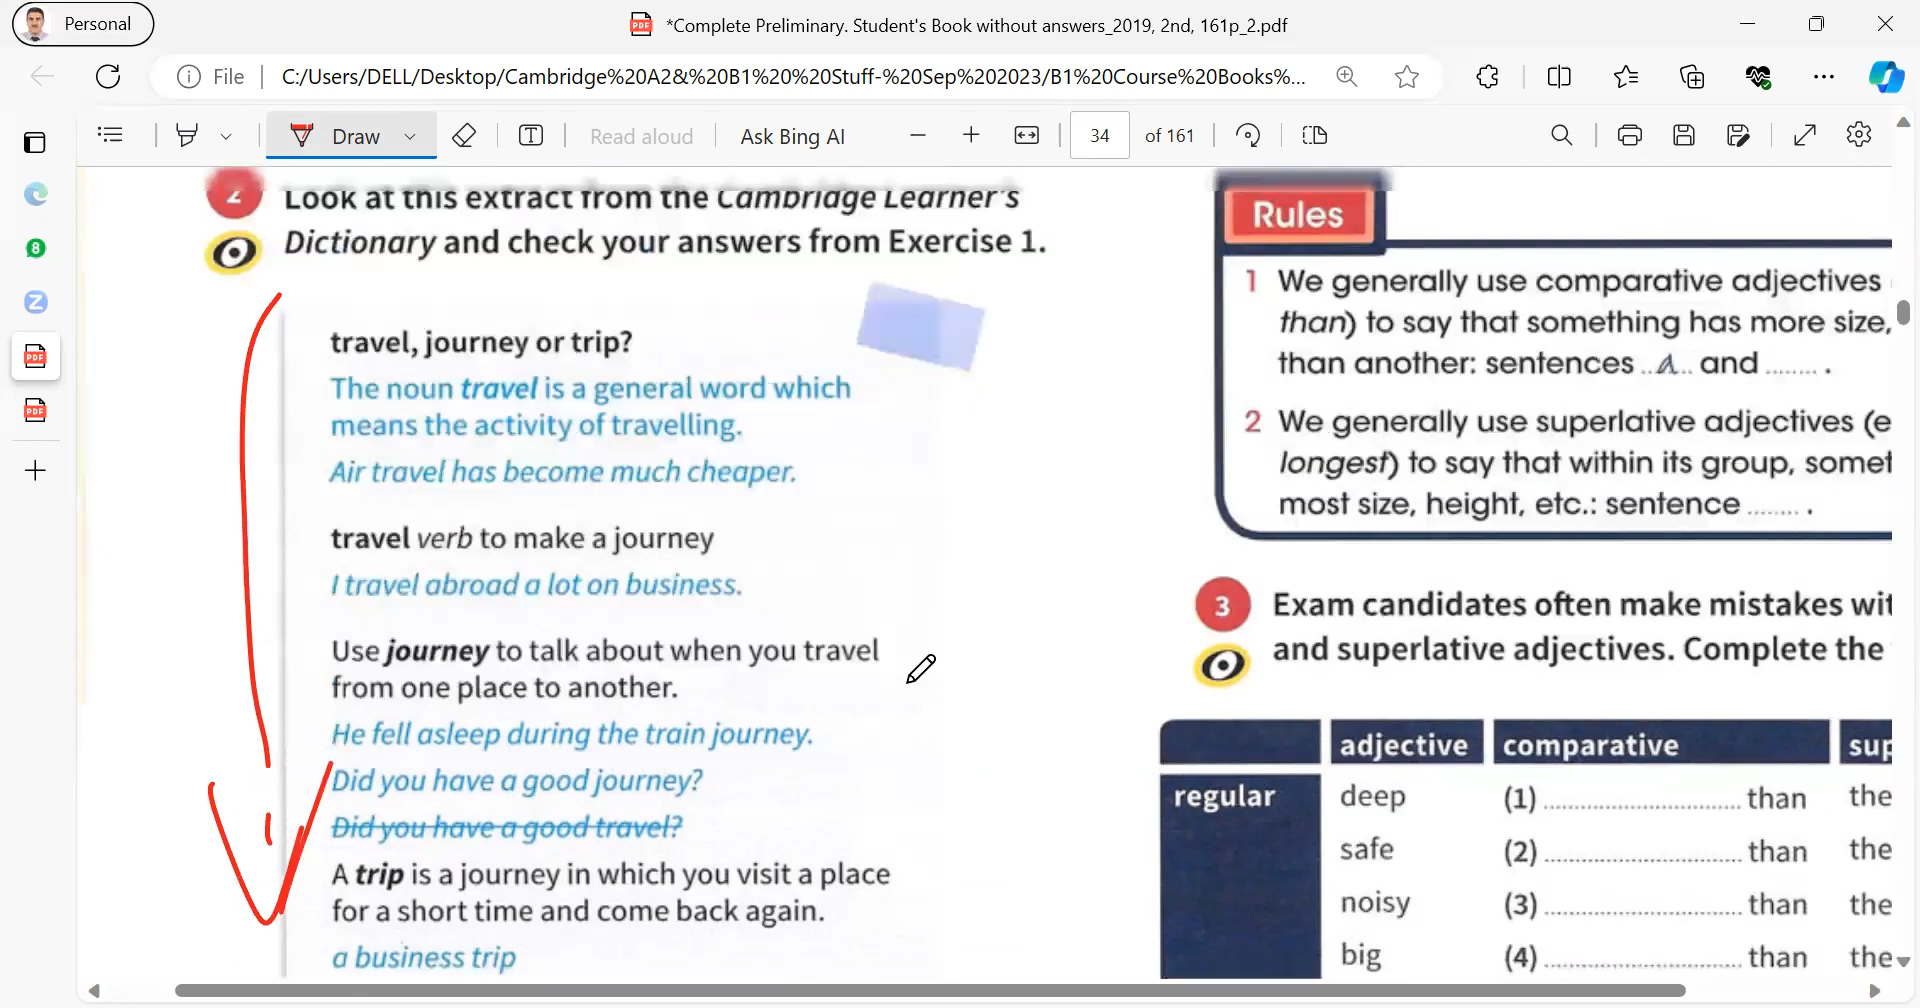 Personal
*Complete Preliminary. Student's Book without answers_2019, 2nd, 161p_2.pdf
File
C:/Users/DELL/Desktop/Cambridge%20A2&%20B1%20%20Stuff-%20Sep%202023/B1%20Course%20Books%...
Draw
Read aloud
Ask Bing AI
34
of 161
2 Look at this extract from the Cambridge Learner's
Dictionary and check your answers from Exercise 1.
travel, journey or trip?
The noun travel is a general word which
means the activity of travelling.
Air travel has become much cheaper.
travel verb to make a journey
I travel abroad a lot on business.
Use journey to talk about when you travel
from one place to another.
He fell asleep during the train journey.
Did you have a good journey?
Did you have a good travel?
A trip is a journey in which you visit a place
for a short time and come back again.
a business trip
Rules
1 We generally use comparative adjectives
than) to say that something has more size,
than another: sentences ..A.. and ........ .
2 We generally use superlative adjectives (e
longest) to say that within its group, somet
most size, height, etc.: sentence ........ .
3 Exam candidates often make mistakes wit
and superlative adjectives. Complete the
adjective comparative sup
regular deep (1) ........................ than the
safe (2) ........................ than the
noisy (3) ........................ than the
big (4) ........................ than the